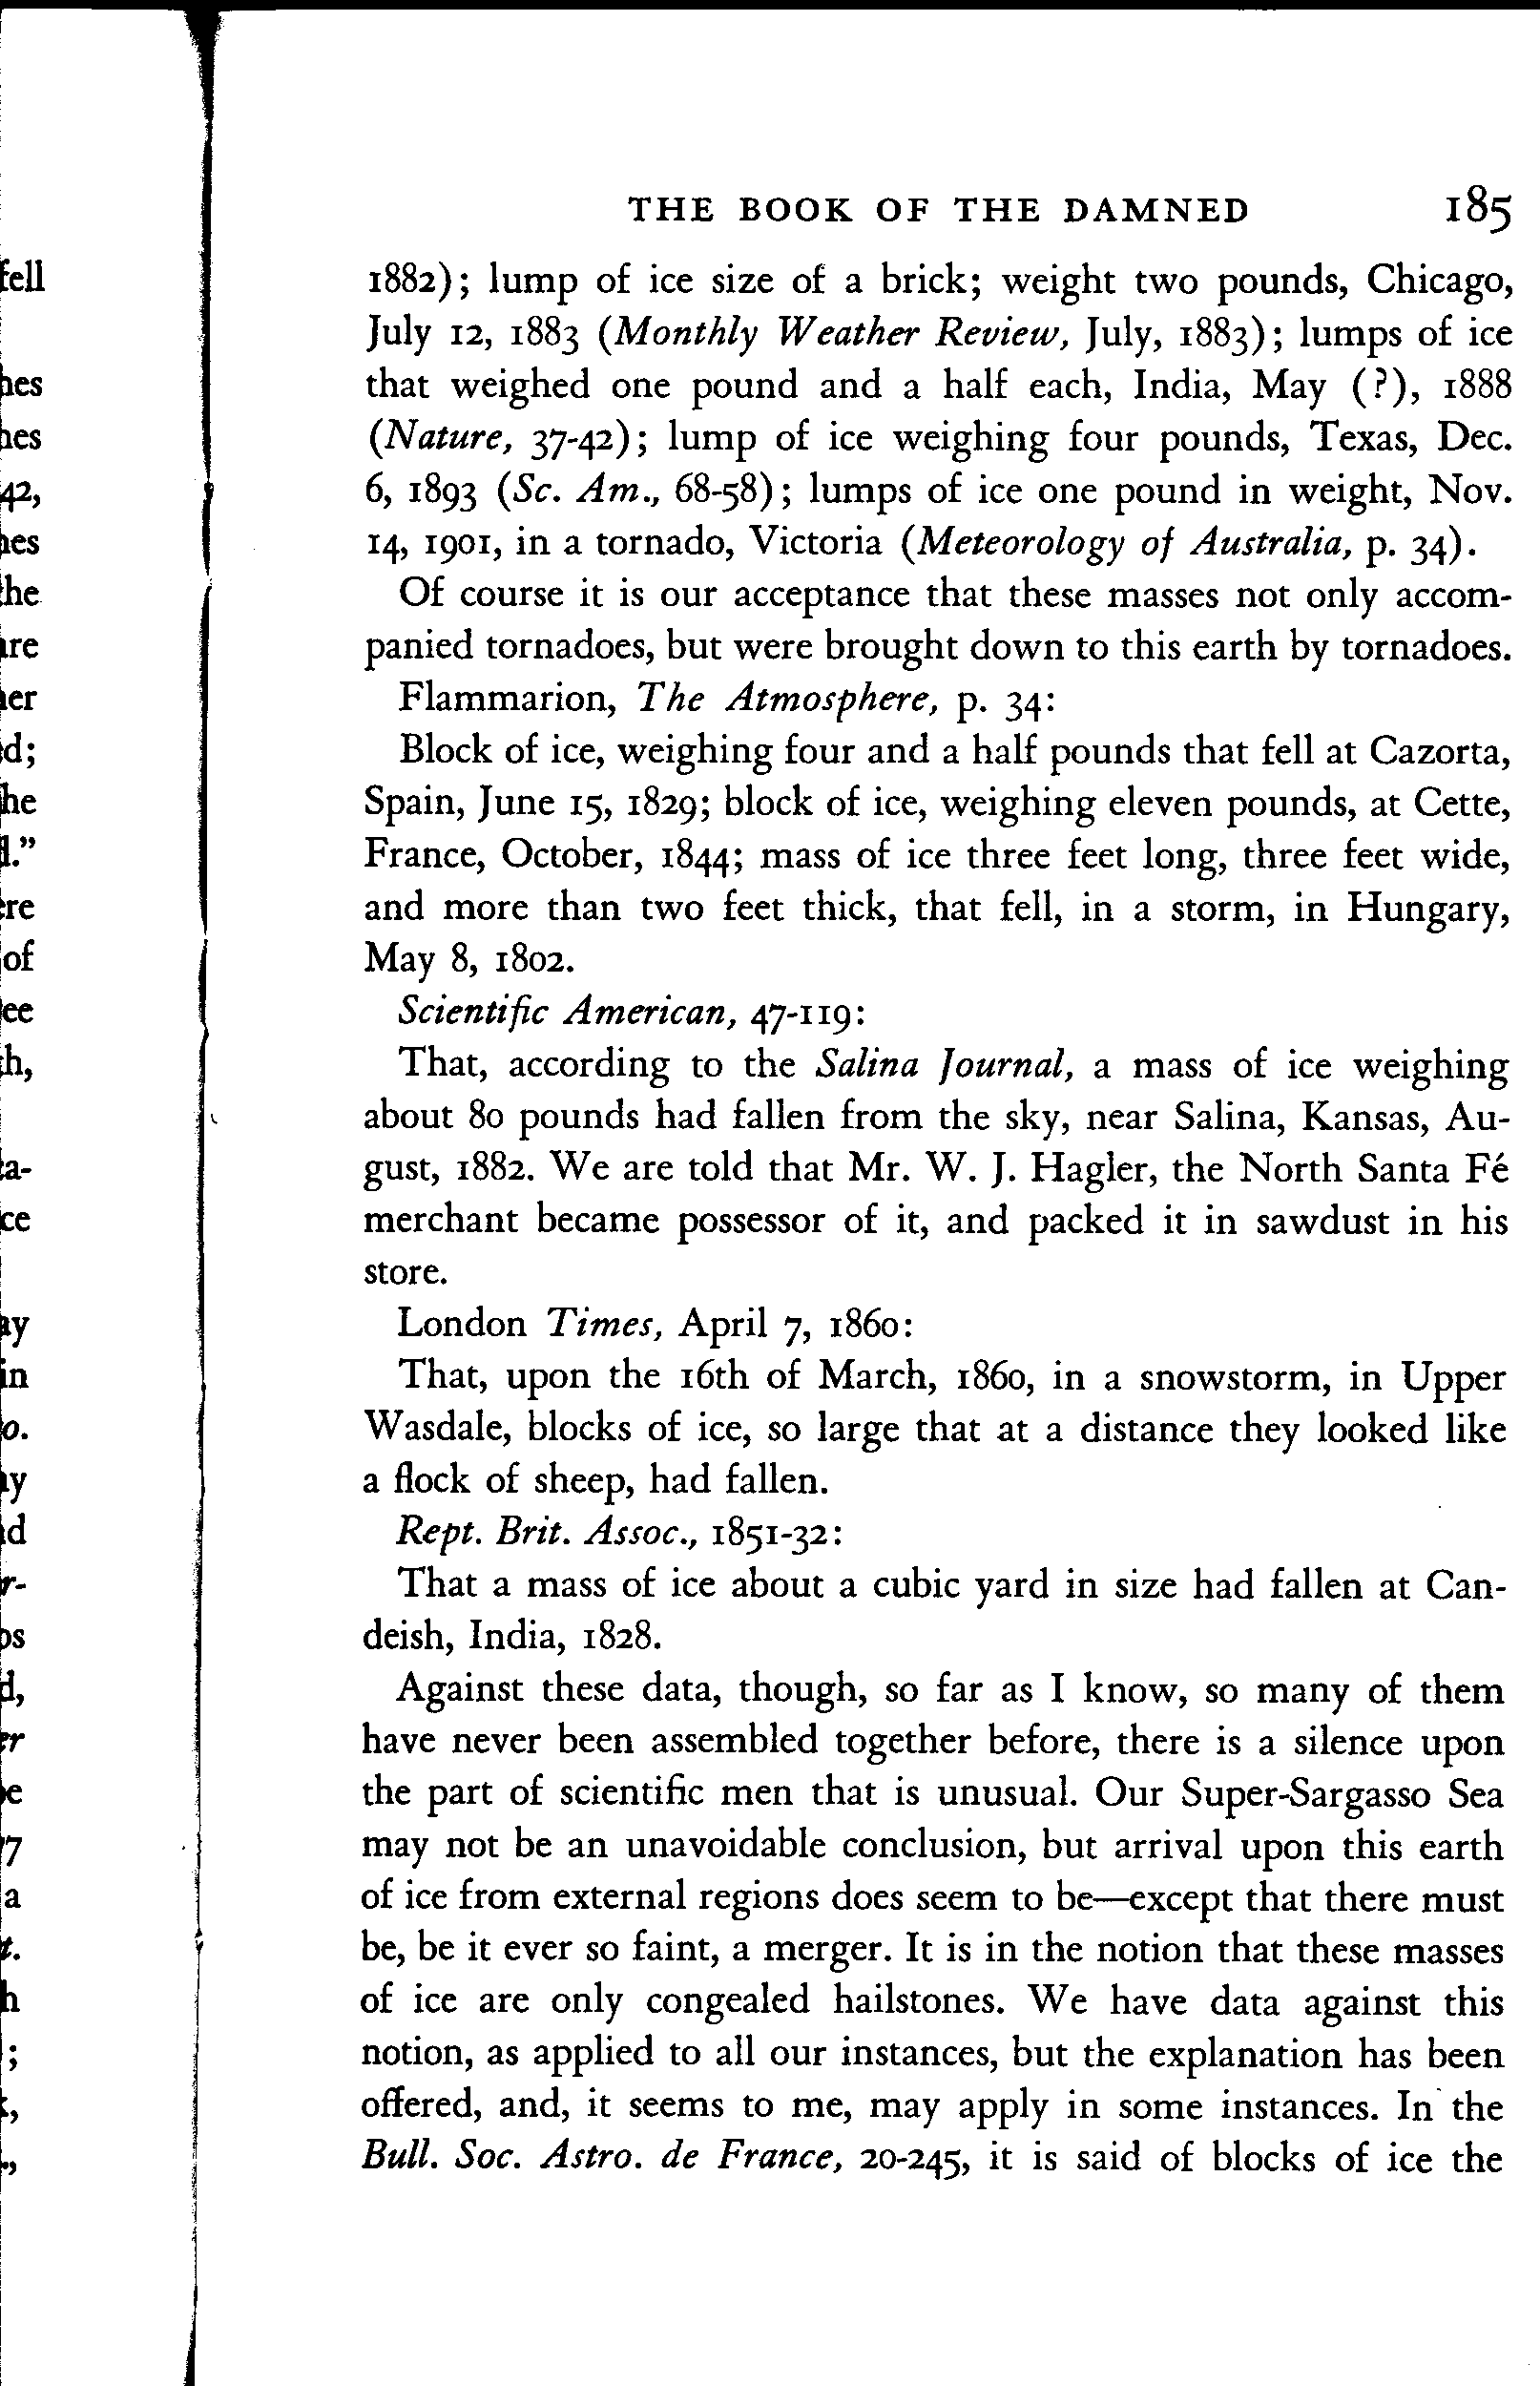 THE BOOK OF THE DAMNED 185
1882); lump of ice size of a brick; weight two pounds, Chicago,
July 12, 1883 (Monthly Weather Review, July, 1883); lumps of ice
that weighed one pound and a half each, India, May (?), 1888
(Nature, 37-42); lump of ice weighing four pounds, Texas, Dec.
6, 1893 (Sc. Am., 68-58); lumps of ice one pound in weight, Nov.
14, 1901, in a tornado, Victoria (Meteorology of Australia, p. 34).
Of course it is our acceptance that these masses not only accom-
panied tornadoes, but were brought down to this earth by tornadoes.
Flammarion, The Atmosphere, p. 34:
Block of ice, weighing four and a half pounds that fell at Cazorta,
Spain, June 15, 1829; block of ice, weighing eleven pounds, at Cette,
France, October, 1844; mass of ice three feet long, three feet wide,
and more than two feet thick, that fell, in a storm, in Hungary,
May 8, 1802.
Scientific American, 47-119:
That, according to the Salina Journal, a mass of ice weighing
about 80 pounds had fallen from the sky, near Salina, Kansas, Au-
gust, 1882. We are told that Mr. W. J. Hagler, the North Santa Fé
merchant became possessor of it, and packed it in sawdust in his
store.
London Times, April 7, 1860:
That, upon the 16th of March, 1860, in a snowstorm, in Upper
Wasdale, blocks of ice, so large that at a distance they looked like
a flock of sheep, had fallen.
Rept. Brit. Assoc., 1851-32:
That a mass of ice about a cubic yard in size had fallen at Can-
deish, India, 1828.
Against these data, though, so far as I know, so many of them
have never been assembled together before, there is a silence upon
the part of scientific men that is unusual. Our Super-Sargasso Sea
may not be an unavoidable conclusion, but arrival upon this earth
of ice from external regions does seem to be—except that there must
be, be it ever so faint, a merger. It is in the notion that these masses
of ice are only congealed hailstones. We have data against this
notion, as applied to all our instances, but the explanation has been
offered, and, it seems to me, may apply in some instances. In the
Bull. Soc. Astro. de France, 20-245, it is said of blocks of ice the